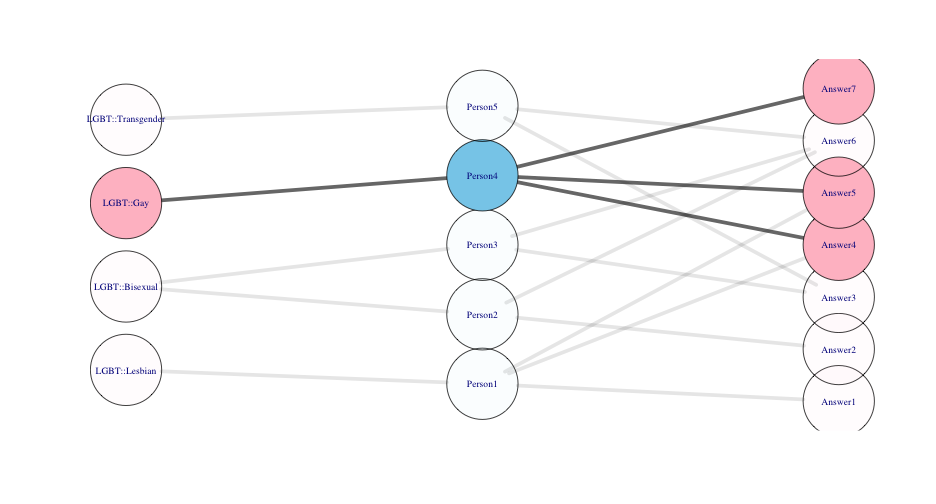 LGBT::Transgender
LGBT::Gay
LGBT::Bisexual
LGBT::Lesbian
Person5
Person4
Person3
Person2
Person1
Answer7
Answer6
Answer5
Answer4
Answer3
Answer2
Answer1